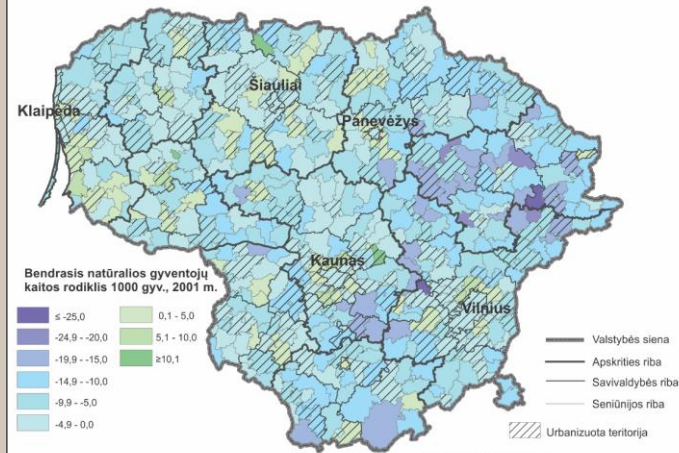 Šiauliai
Klaipėda
Panevėžys
Kaunas
Vilnius
Bendrasis natūralios gyventojų
kaitos rodiklis 1000 gyv., 2001 m.
≤ -25,0
-24,9 - -20,0
-19,9 - -15,0
-14,9 - -10,0
-9,9 - -5,0
-4,9 - 0,0
0,1 - 5,0
5,1 - 10,0
≥10,1
Valstybės siena
Apskrities riba
Savivaldybės riba
Seniūnijos riba
Urbanizuota teritorija